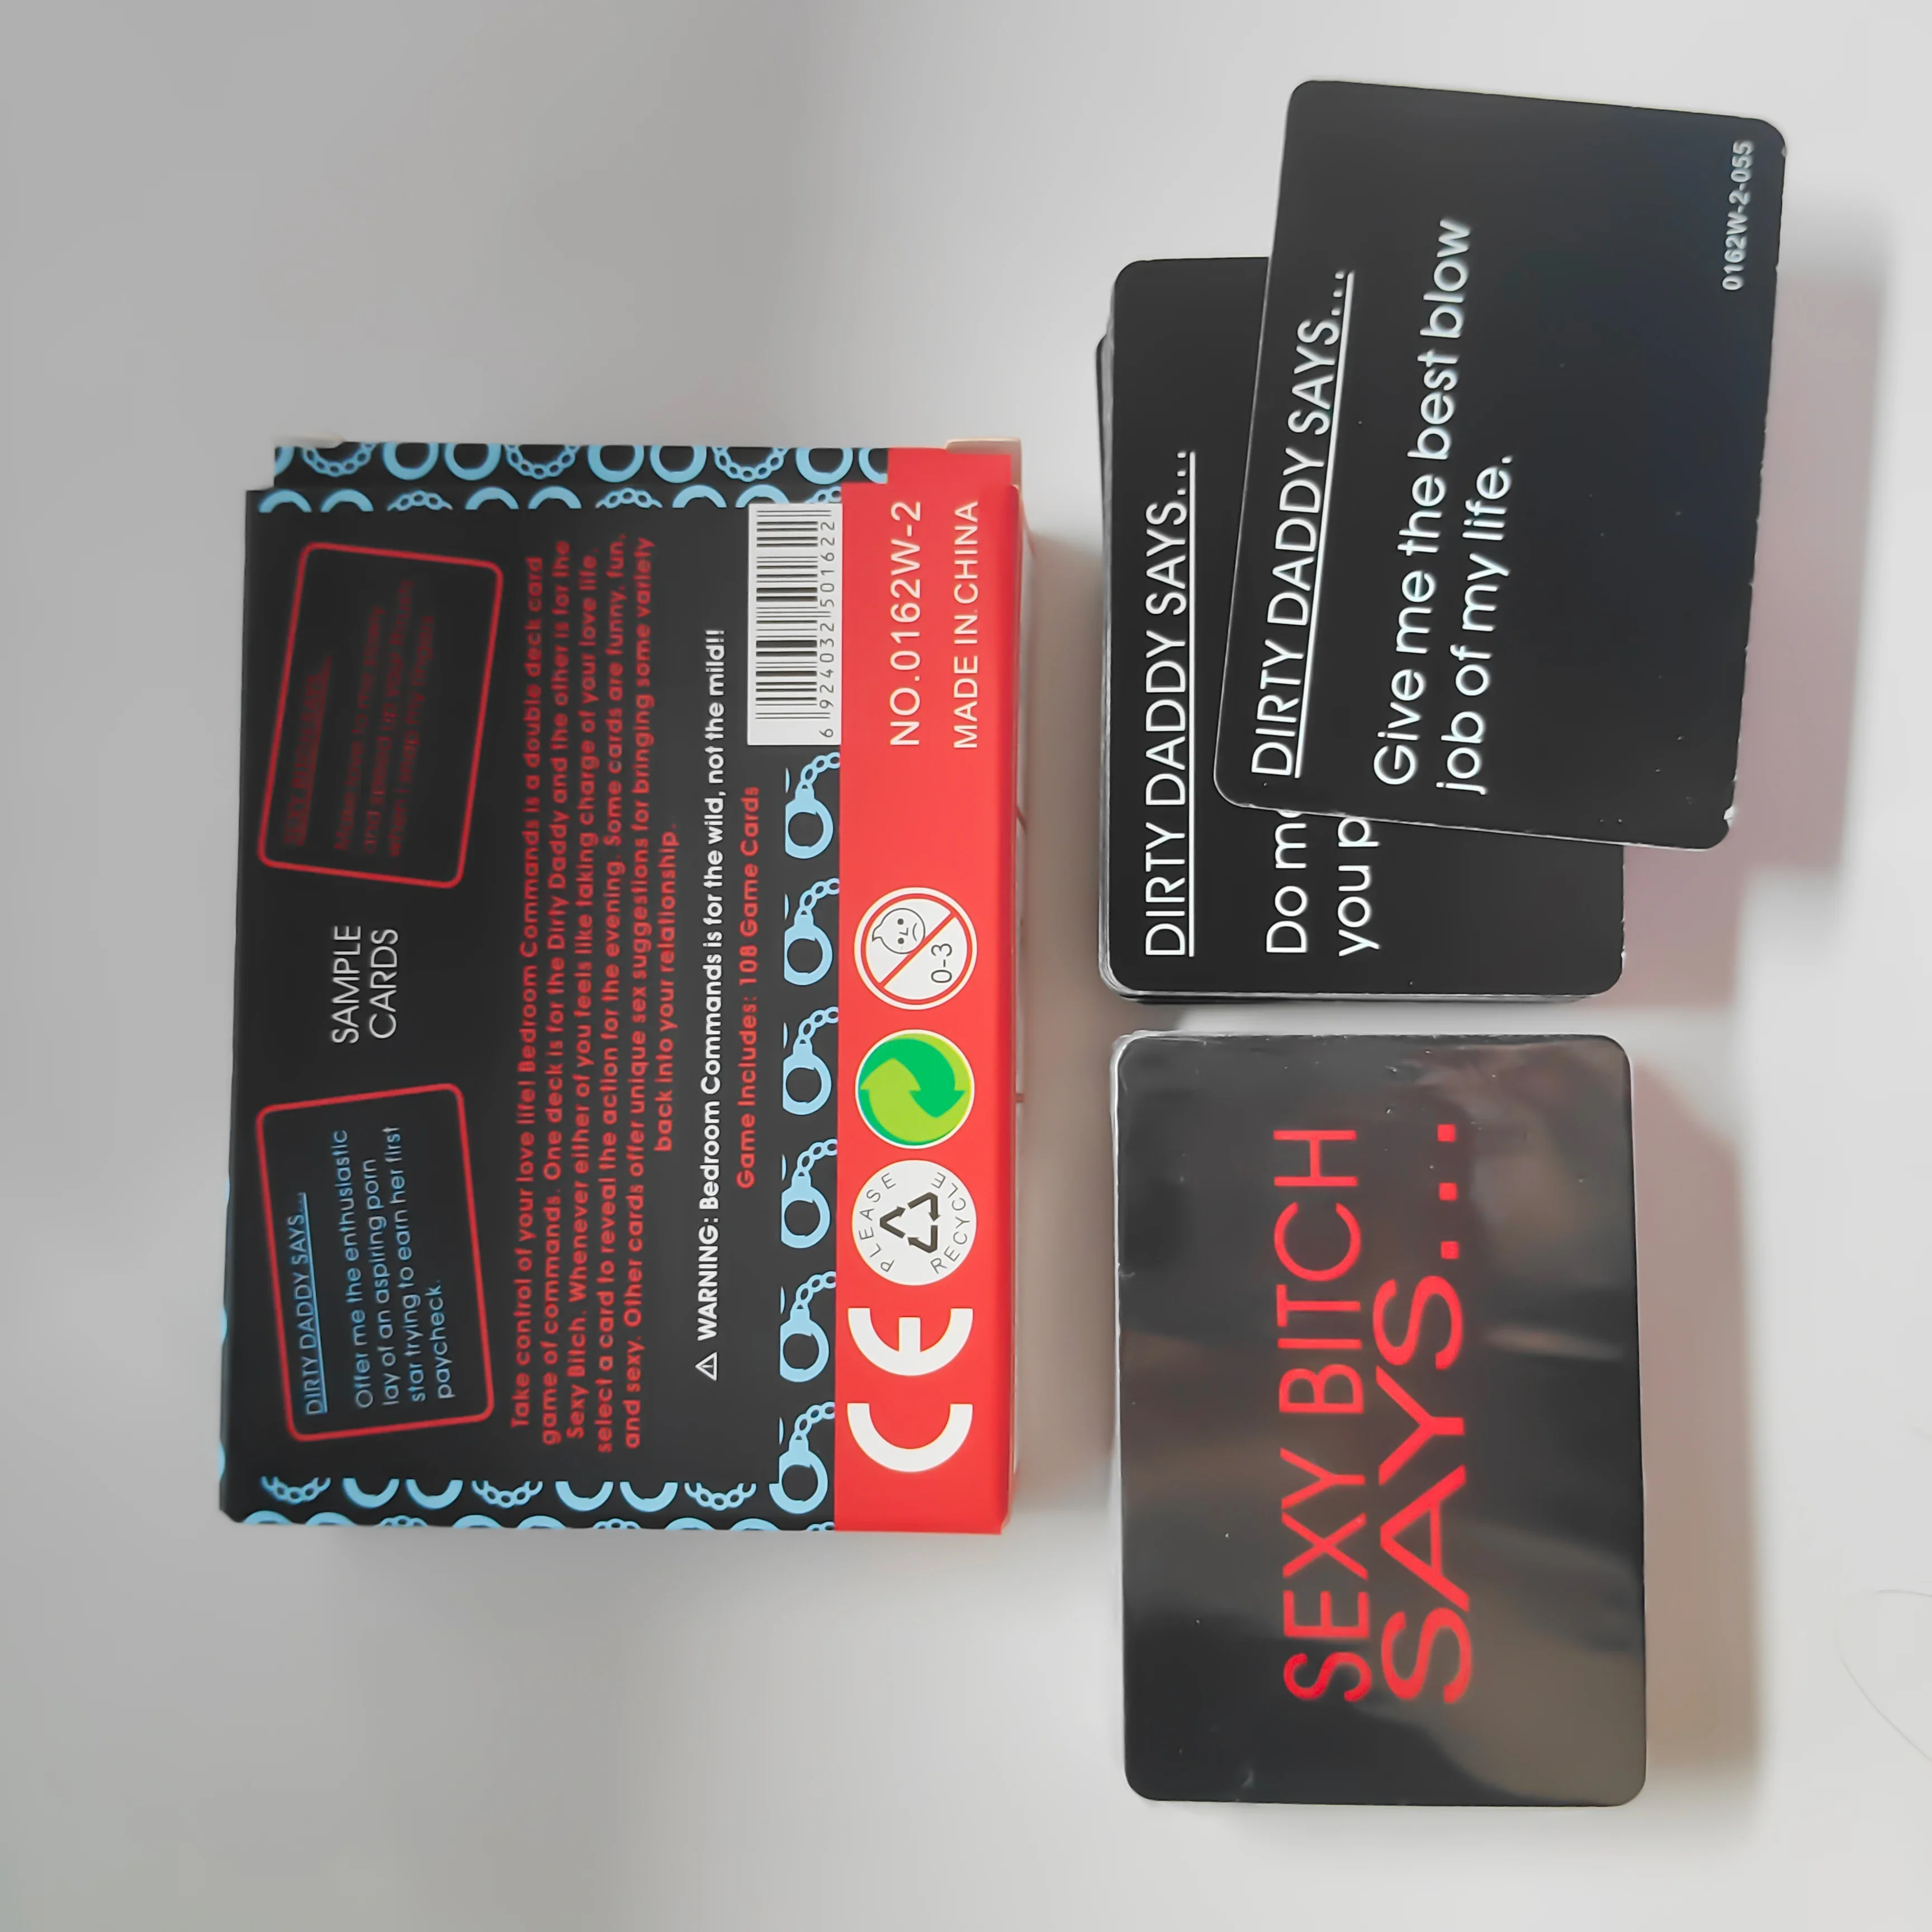 DIRTY DADDY SAYS...
Offer me the enthusiastic
lay of an aspiring porn
star trying to earn her first
paycheck.
SAMPLE
CARDS
Take control of your love life! Bedroom Commands is a double deck card
game of commands. One deck is for the Dirty Daddy and the other is for the
Sexy Bitch. Whenever either of you feels like taking charge of your love life,
select a card to reveal the action for the evening. Some cards are funny, fun,
and sexy. Other cards offer unique sex suggestions for bringing some variety
back into your relationship.
WARNING: Bedroom Commands is for the wild, not the mild!!
Game Includes: 108 Game Cards
6 924032 501622
CE
PLEASE
RECYCLE
0-3
NO.0162W-2
MADE IN CHINA
DIRTY DADDY SAYS...
Do
you
DIRTY DADDY SAYS...
Give me the best blow
job of my life.
0162W-2-055
SEXY BITCH
SAYS...